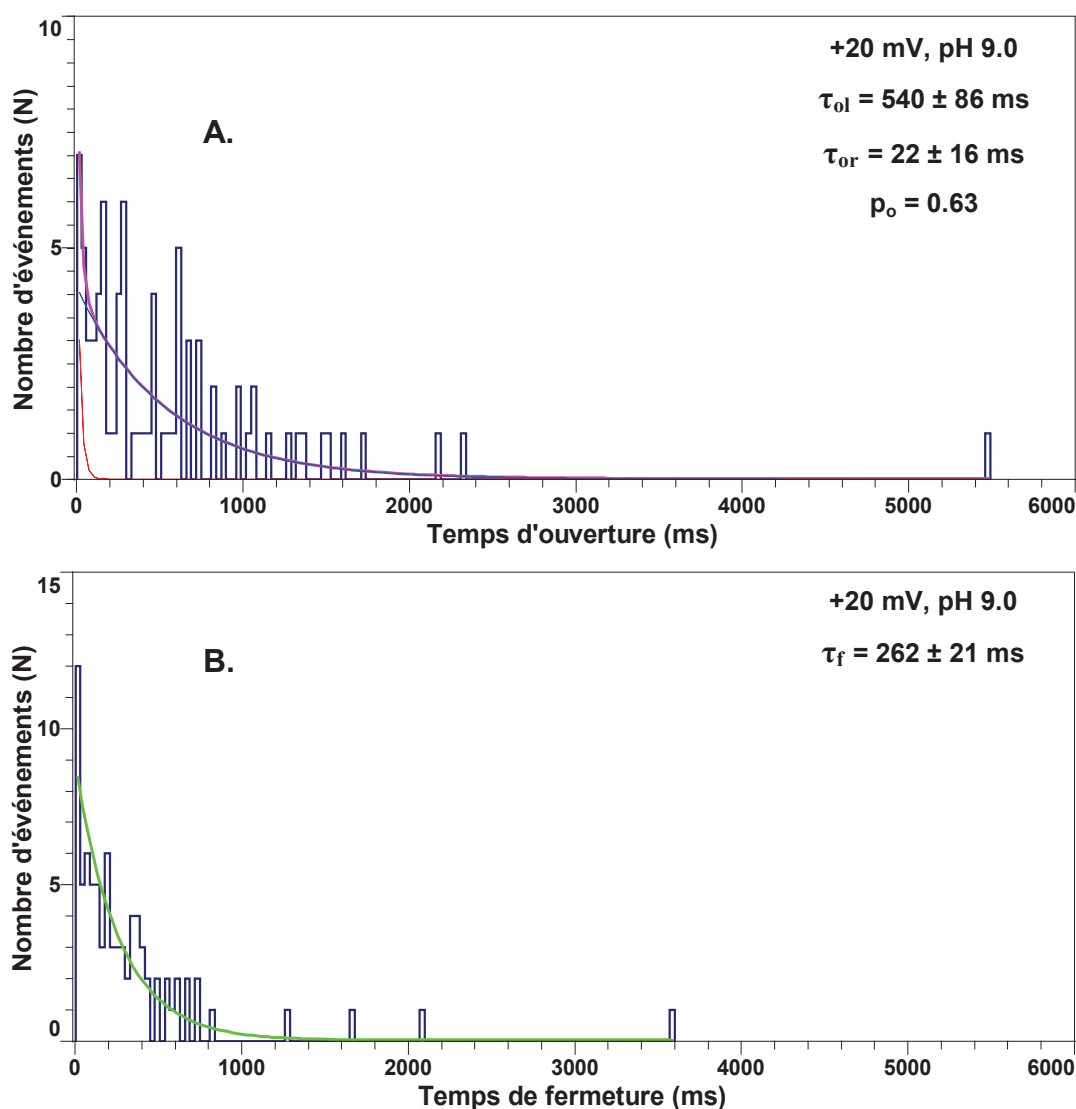 10
+20 mV, pH 9.0
τol = 540 ± 86 ms
A.
τor = 22 ± 16 ms
po = 0.63
5
0
Nombre d'événements (N)
0 1000 2000 3000 4000 5000 6000
Temps d'ouverture (ms)
15
+20 mV, pH 9.0
B.
τf = 262 ± 21 ms
10
5
0
Nombre d'événements (N)
0 1000 2000 3000 4000 5000 6000
Temps de fermeture (ms)